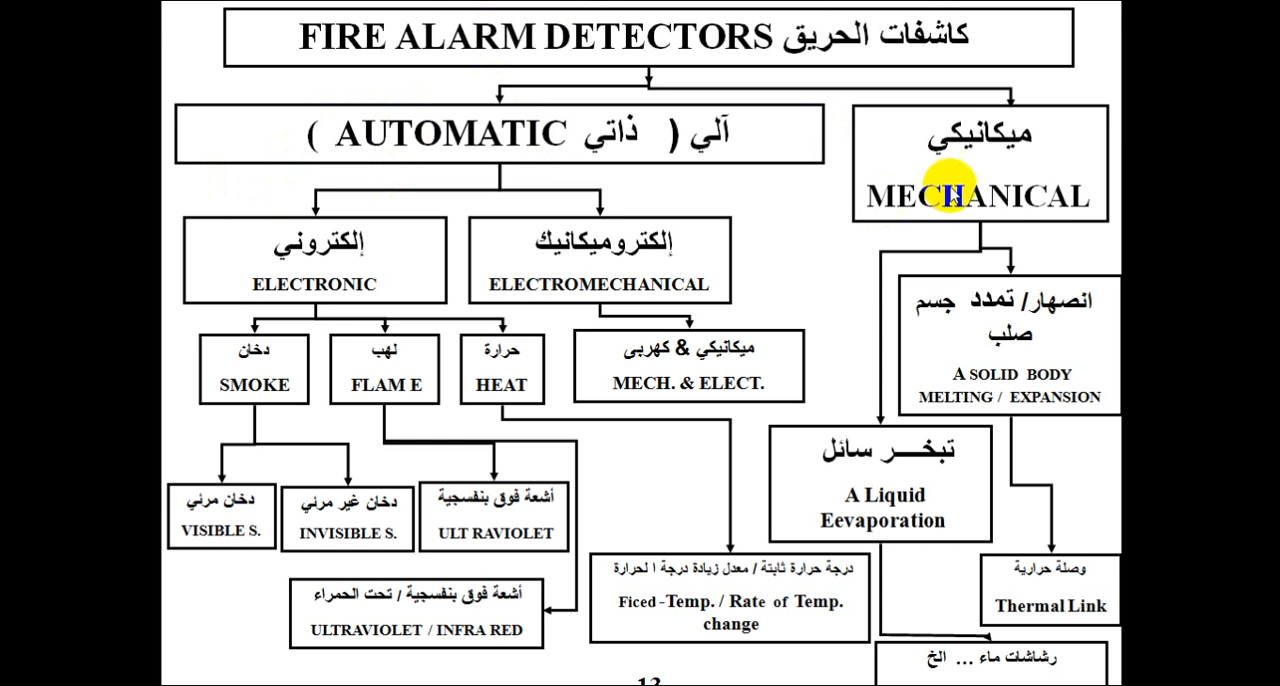 FIRE ALARM DETECTORS كاشفات الحريق
آلي ( ذاتي AUTOMATIC )
ميكانيكي
MECHANICAL
إلكتروني
ELECTRONIC
إلكتروميكانيك
ELECTROMECHANICAL
انصهار/ تمدد جسم
صلب
A SOLID BODY
MELTING / EXPANSION
دخان
SMOKE
لهب
FLAM E
حرارة
HEAT
ميكانيكي & كهربى
MECH. & ELECT.
تبخـــر سائل
A Liquid
Eevaporation
دخان مرئي
VISIBLE S.
دخان غير مرئي
INVISIBLE S.
أشعة فوق بنفسجية
ULT RAVIOLET
درجة حرارة ثابتة / معدل زيادة درجة ا لحرارة
Ficed -Temp. / Rate of Temp.
change
وصلة حرارية
Thermal Link
أشعة فوق بنفسجية / تحت الحمراء
ULTRAVIOLET / INFRA RED
رشاشات ماء ... الخ